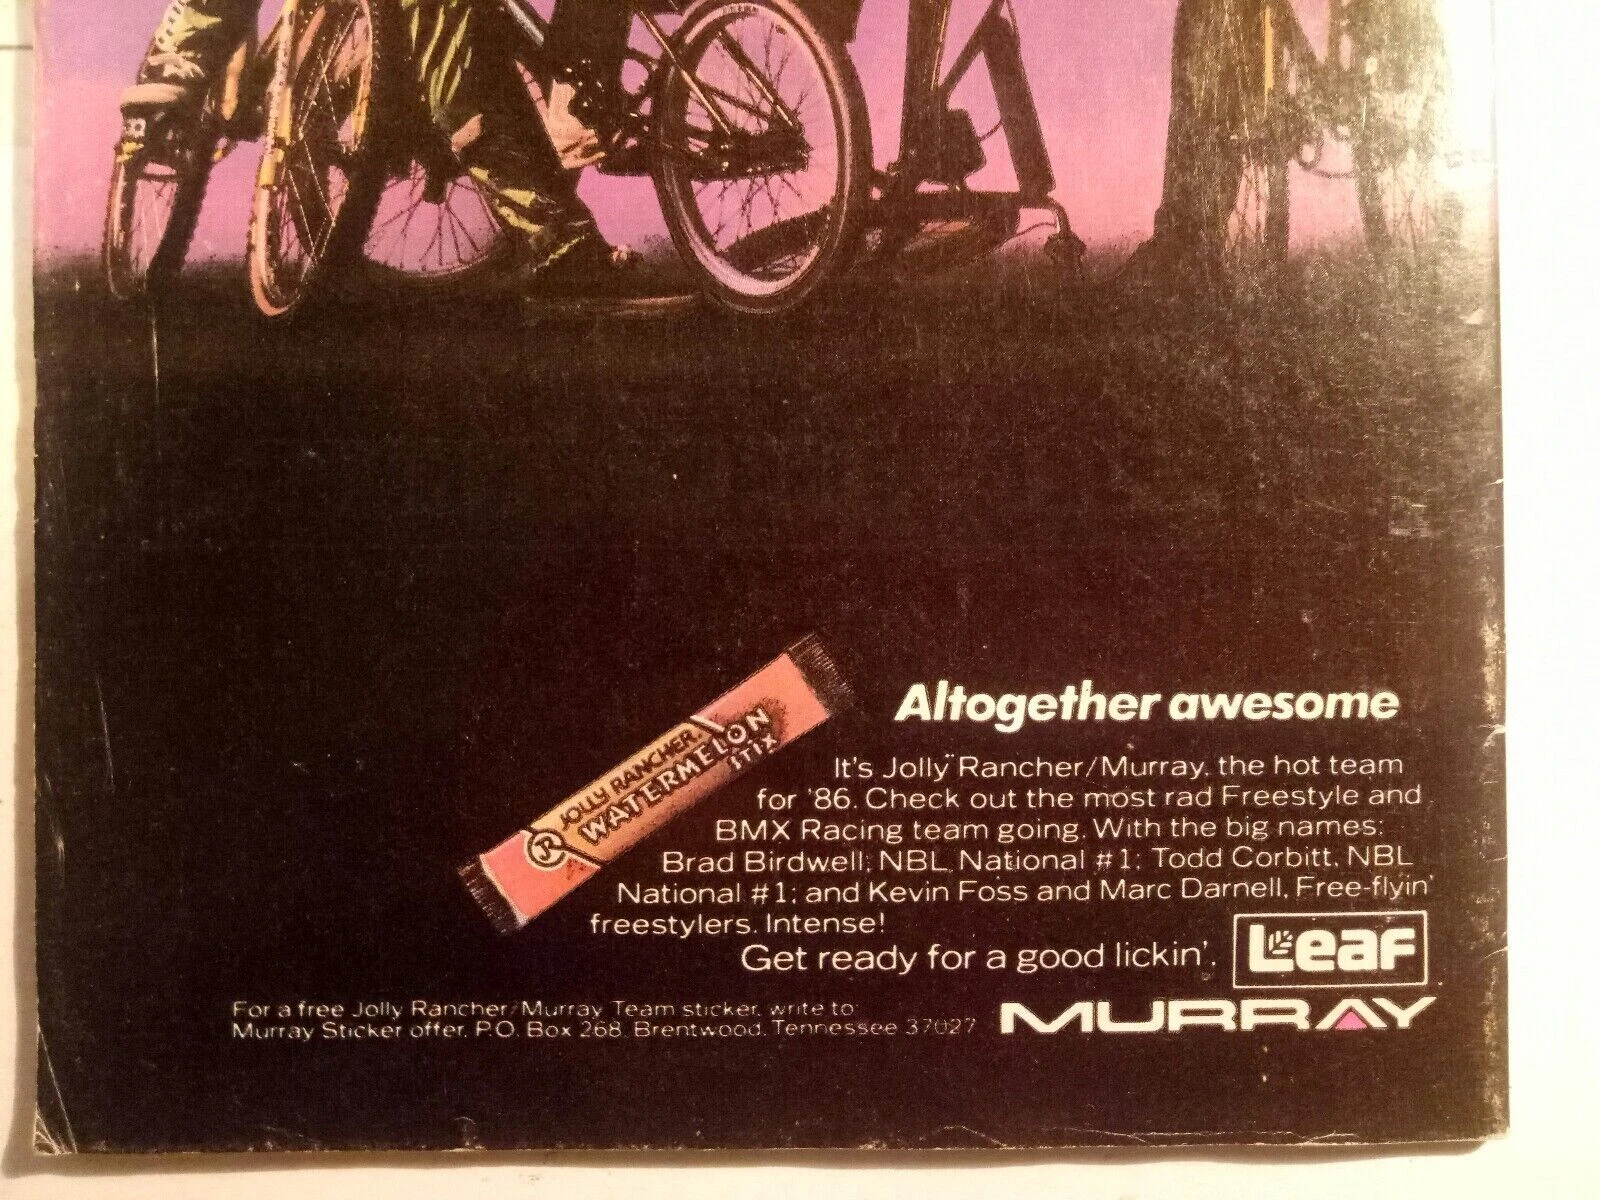 JOLLY RANCHER
WATERMELON
STIX
JR
Altogether awesome
It's Jolly Rancher/Murray, the hot team
for '86. Check out the most rad Freestyle and
BMX Racing team going. With the big names:
Brad Birdwell, NBL National #1; Todd Corbitt, NBL
National #1; and Kevin Foss and Marc Darnell, Free-flyin'
freestylers. Intense!
Get ready for a good lickin'.
Leaf
For a free Jolly Rancher/Murray Team sticker, write to:
Murray Sticker offer, P.O. Box 268, Brentwood, Tennessee 37027
MURRAY